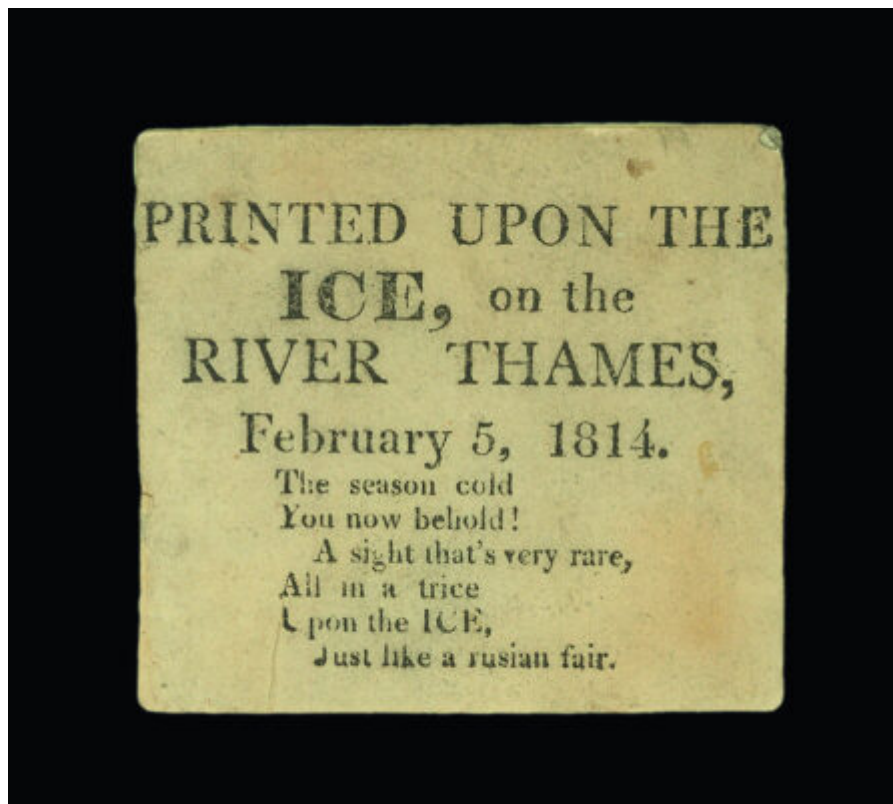 PRINTED UPON THE
ICE, on the
RIVER THAMES,
February 5, 1814.
The season cold
You now behold!
A sight that's very rare,
All in a trice
Upon the ICE,
Just like a rusian fair.